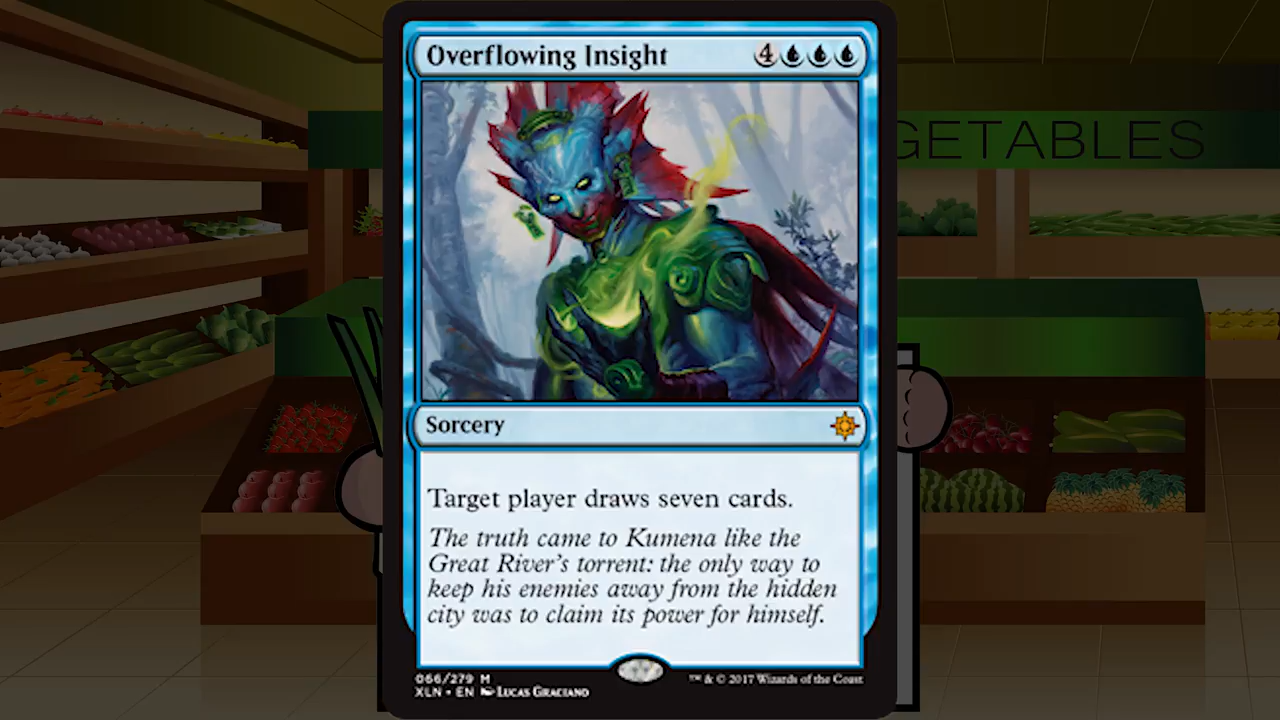 Overflowing Insight 4
GETABLES
Sorcery
Target player draws seven cards.
The truth came to Kumena like the
Great River's torrent: the only way to
keep his enemies away from the hidden
city was to claim its power for himself.
066/279 M
XLN • EN Lucas Graciano
™ & © 2017 Wizards of the Coast